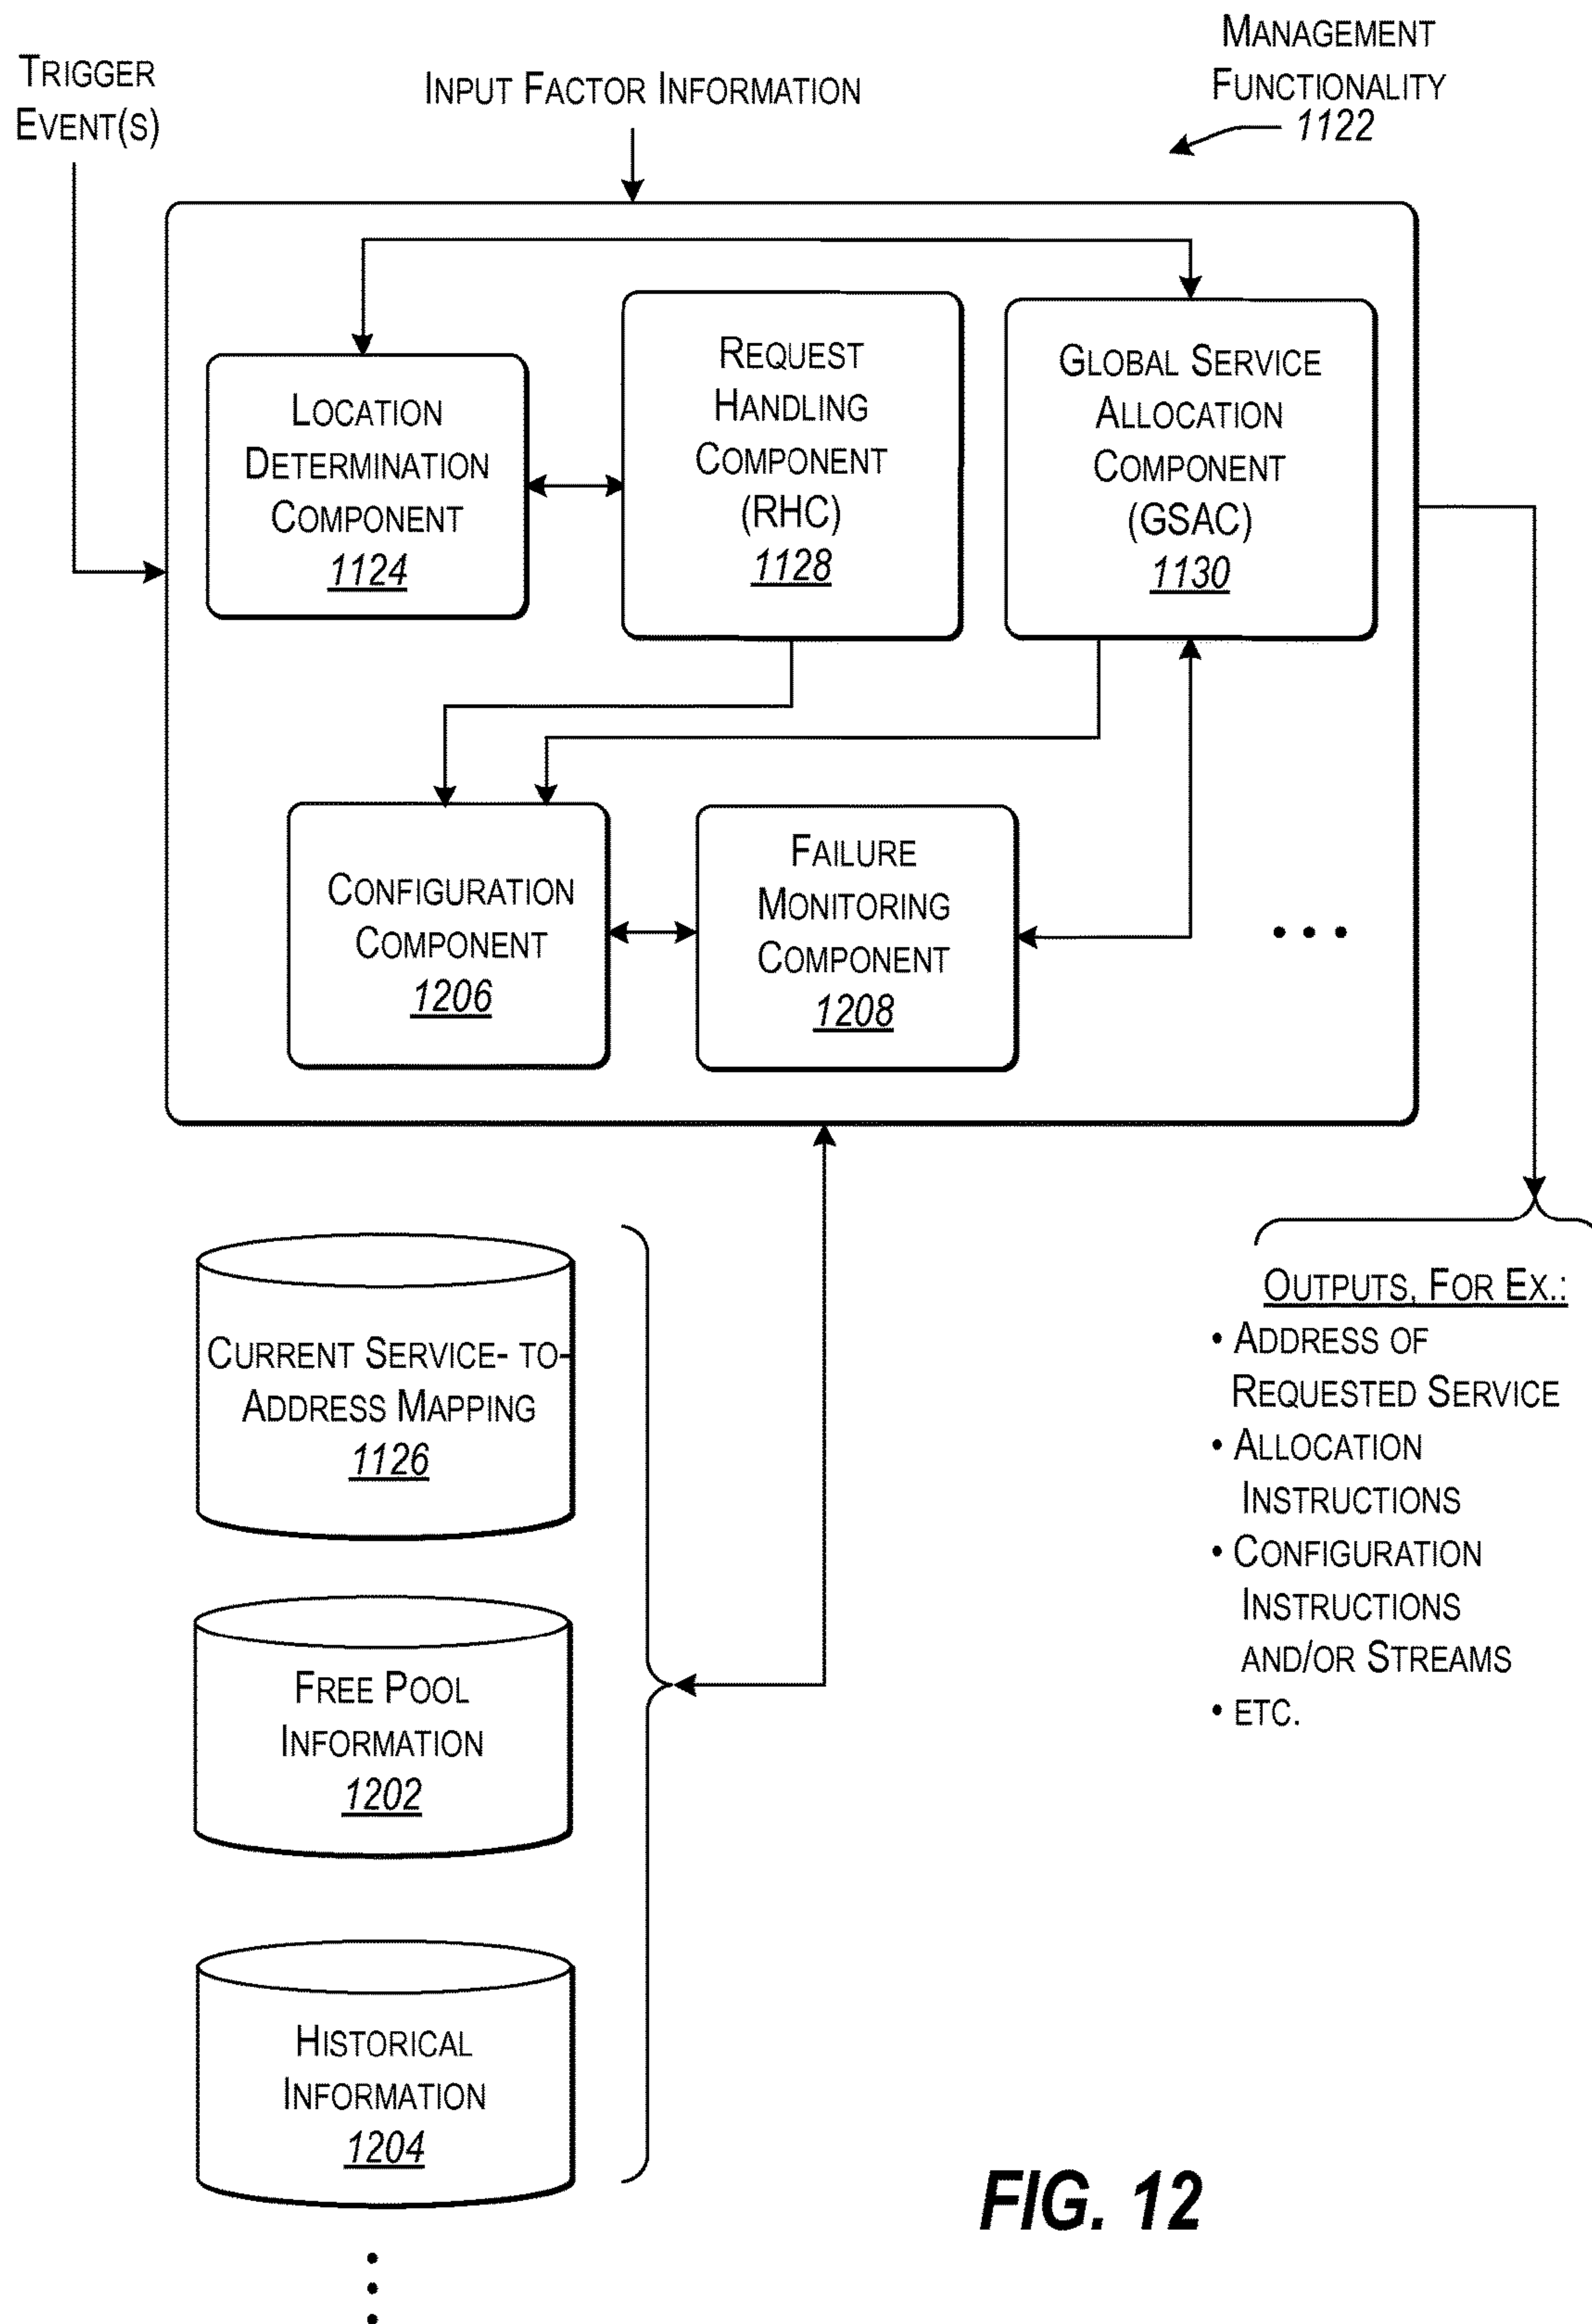 TRIGGER
EVENT(S)
INPUT FACTOR INFORMATION
MANAGEMENT
FUNCTIONALITY
1122
LOCATION
DETERMINATION
COMPONENT
1124
REQUEST
HANDLING
COMPONENT
(RHC)
1128
GLOBAL SERVICE
ALLOCATION
COMPONENT
(GSAC)
1130
CONFIGURATION
COMPONENT
1206
FAILURE
MONITORING
COMPONENT
1208
• • •
CURRENT SERVICE- TO-
ADDRESS MAPPING
1126
FREE POOL
INFORMATION
1202
HISTORICAL
INFORMATION
1204
OUTPUTS, FOR EX.:
• ADDRESS OF
REQUESTED SERVICE
• ALLOCATION
INSTRUCTIONS
• CONFIGURATION
INSTRUCTIONS
AND/OR STREAMS
• ETC.
FIG. 12